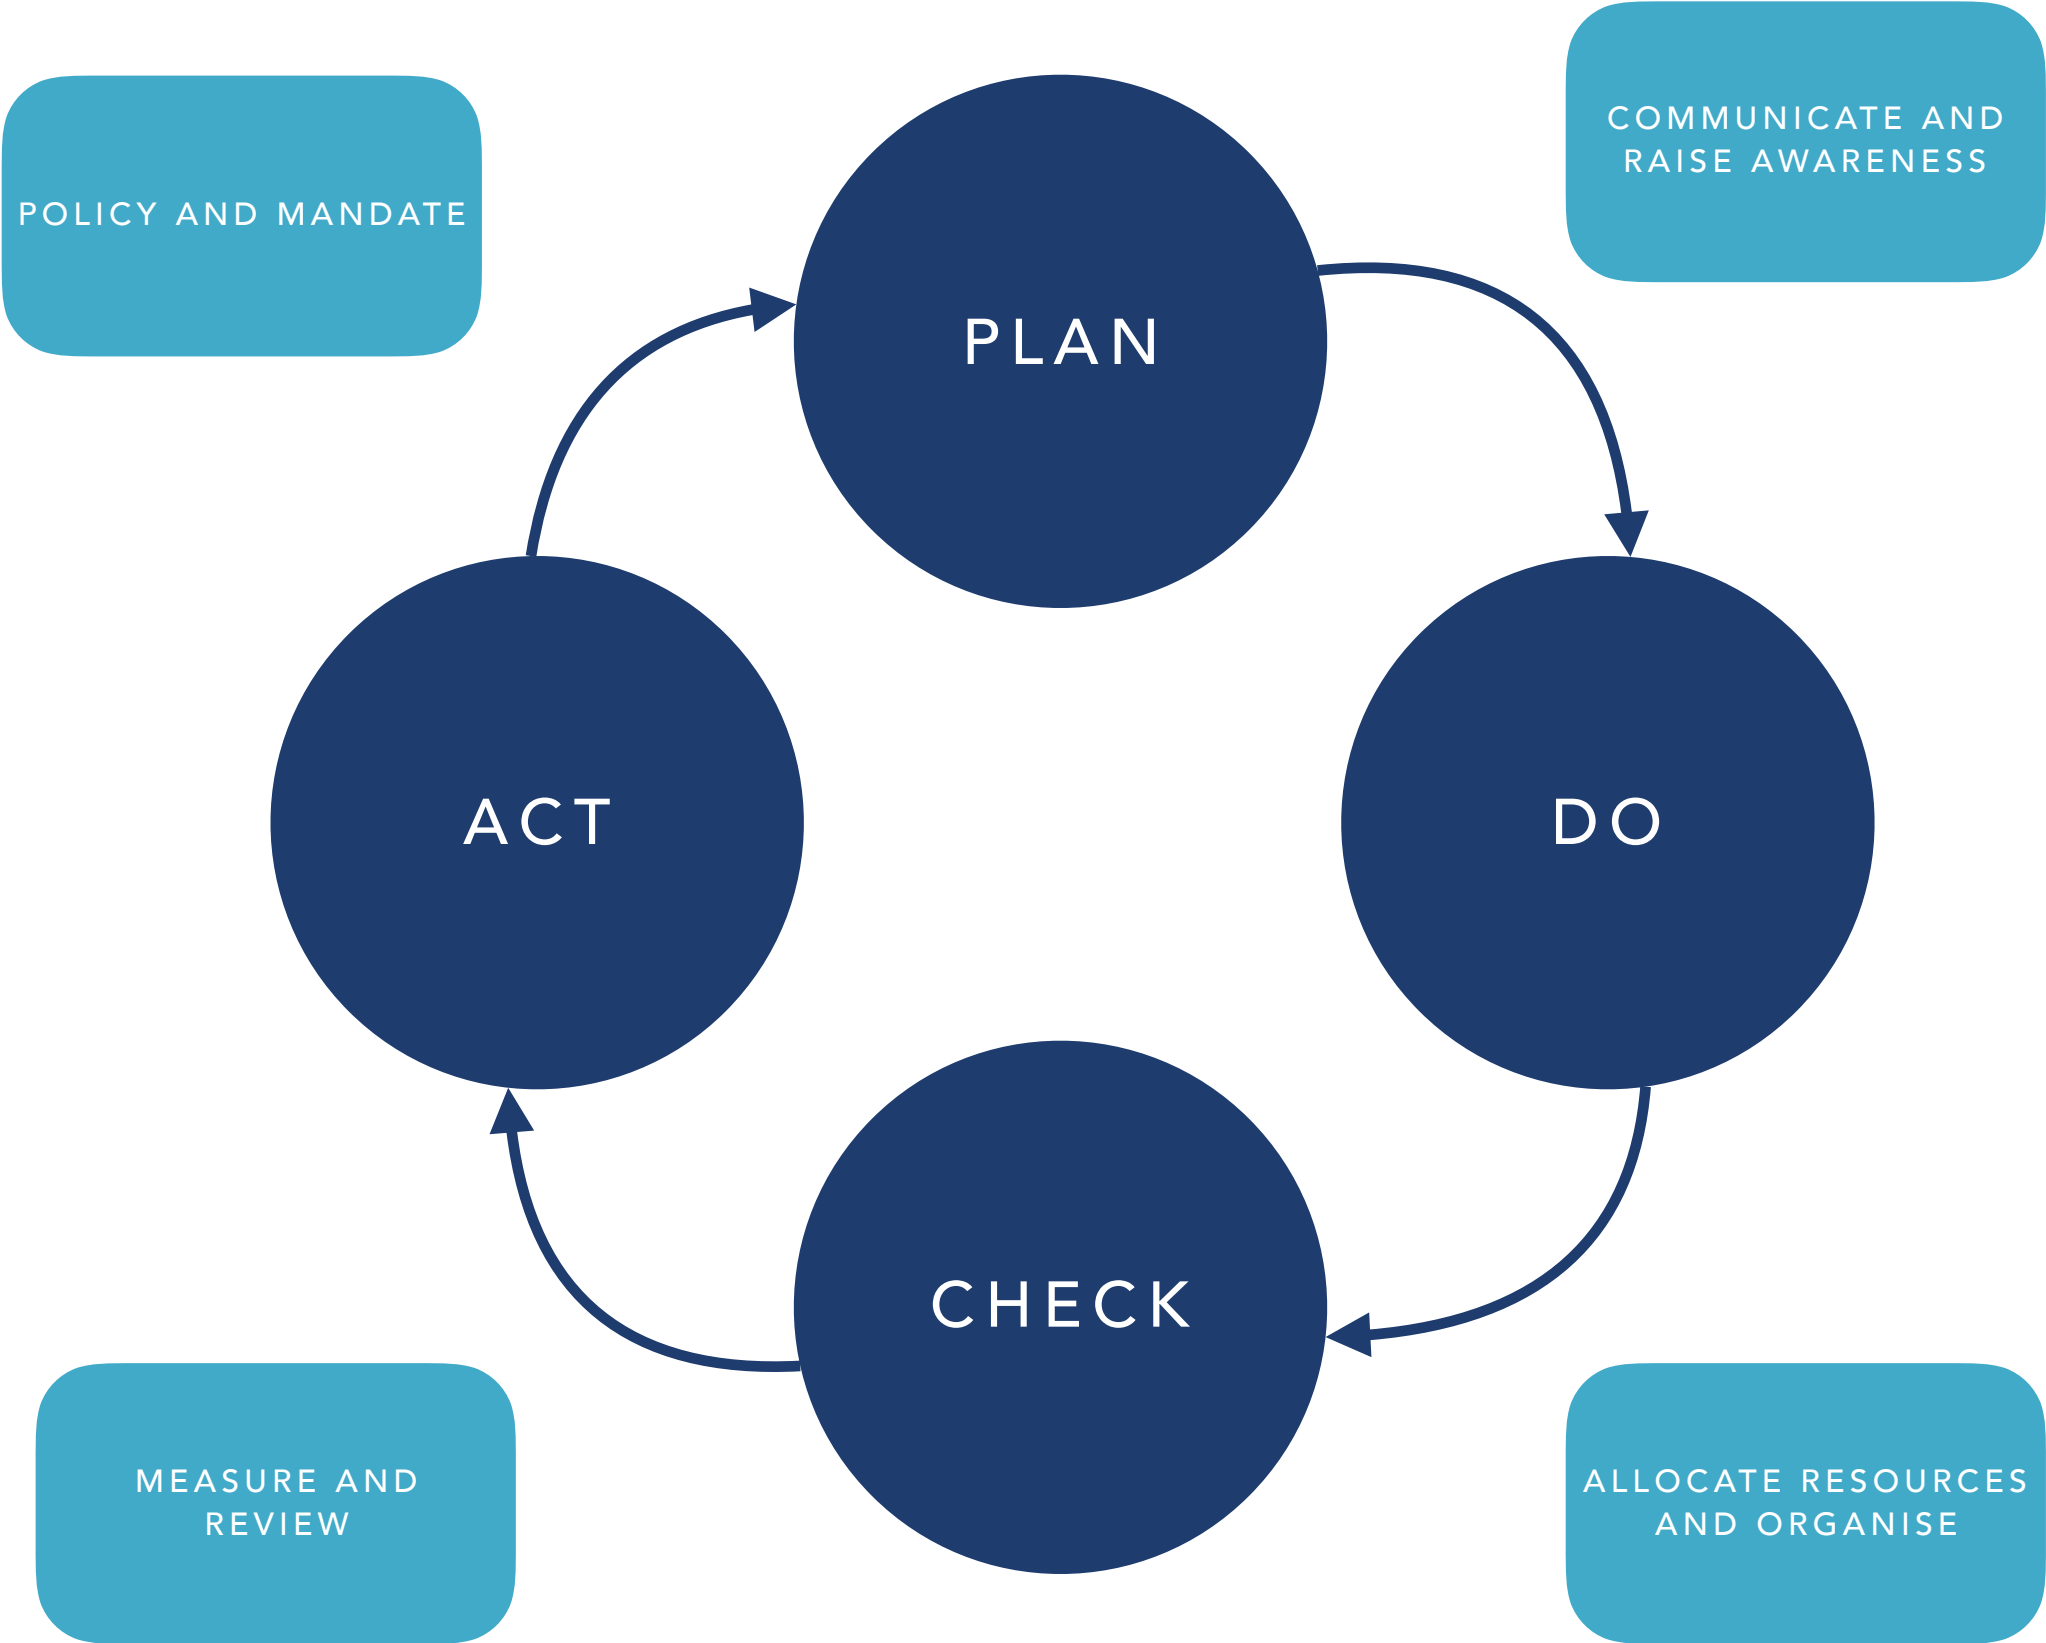 COMMUNICATE AND
RAISE AWARENESS
POLICY AND MANDATE
PLAN
ACT
DO
CHECK
MEASURE AND
REVIEW
ALLOCATE RESOURCES
AND ORGANISE